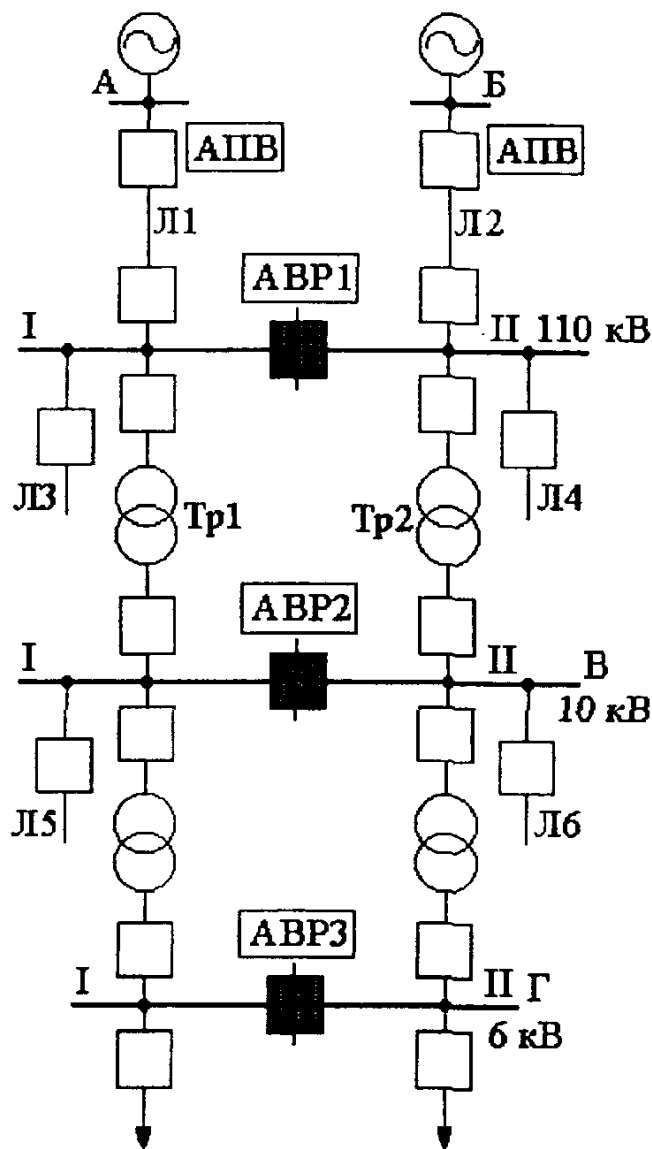 А Б
АПВ АПВ
Л1 Л2
АВР1
I II 110 кВ
Л3 Тр1 Тр2 Л4
АВР2
I II В
10 кВ
Л5 Л6
АВР3
I II Г
6 кВ